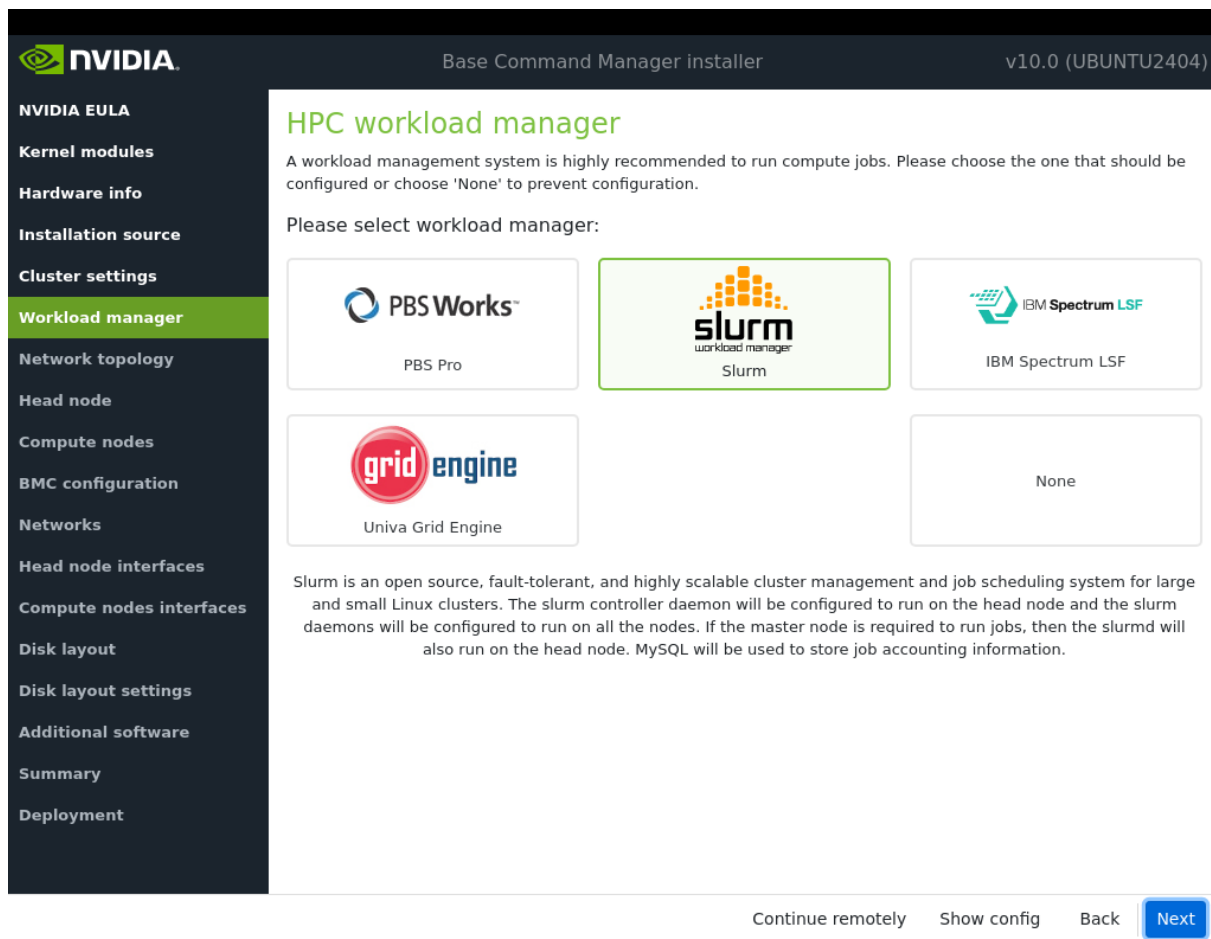 NVIDIA.
Base Command Manager installer
v10.0 (UBUNTU2404)
NVIDIA EULA
Kernel modules
Hardware info
Installation source
Cluster settings
Workload manager
Network topology
Head node
Compute nodes
BMC configuration
Networks
Head node interfaces
Compute nodes interfaces
Disk layout
Disk layout settings
Additional software
Summary
Deployment
HPC workload manager
A workload management system is highly recommended to run compute jobs. Please choose the one that should be
configured or choose 'None' to prevent configuration.
Please select workload manager:
PBS Works™
PBS Pro
slurm
workload manager
Slurm
IBM Spectrum LSF
IBM Spectrum LSF
grid engine
Univa Grid Engine
None
Slurm is an open source, fault-tolerant, and highly scalable cluster management and job scheduling system for large
and small Linux clusters. The slurm controller daemon will be configured to run on the head node and the slurm
daemons will be configured to run on all the nodes. If the master node is required to run jobs, then the slurmd will
also run on the head node. MySQL will be used to store job accounting information.
Continue remotely
Show config
Back
Next